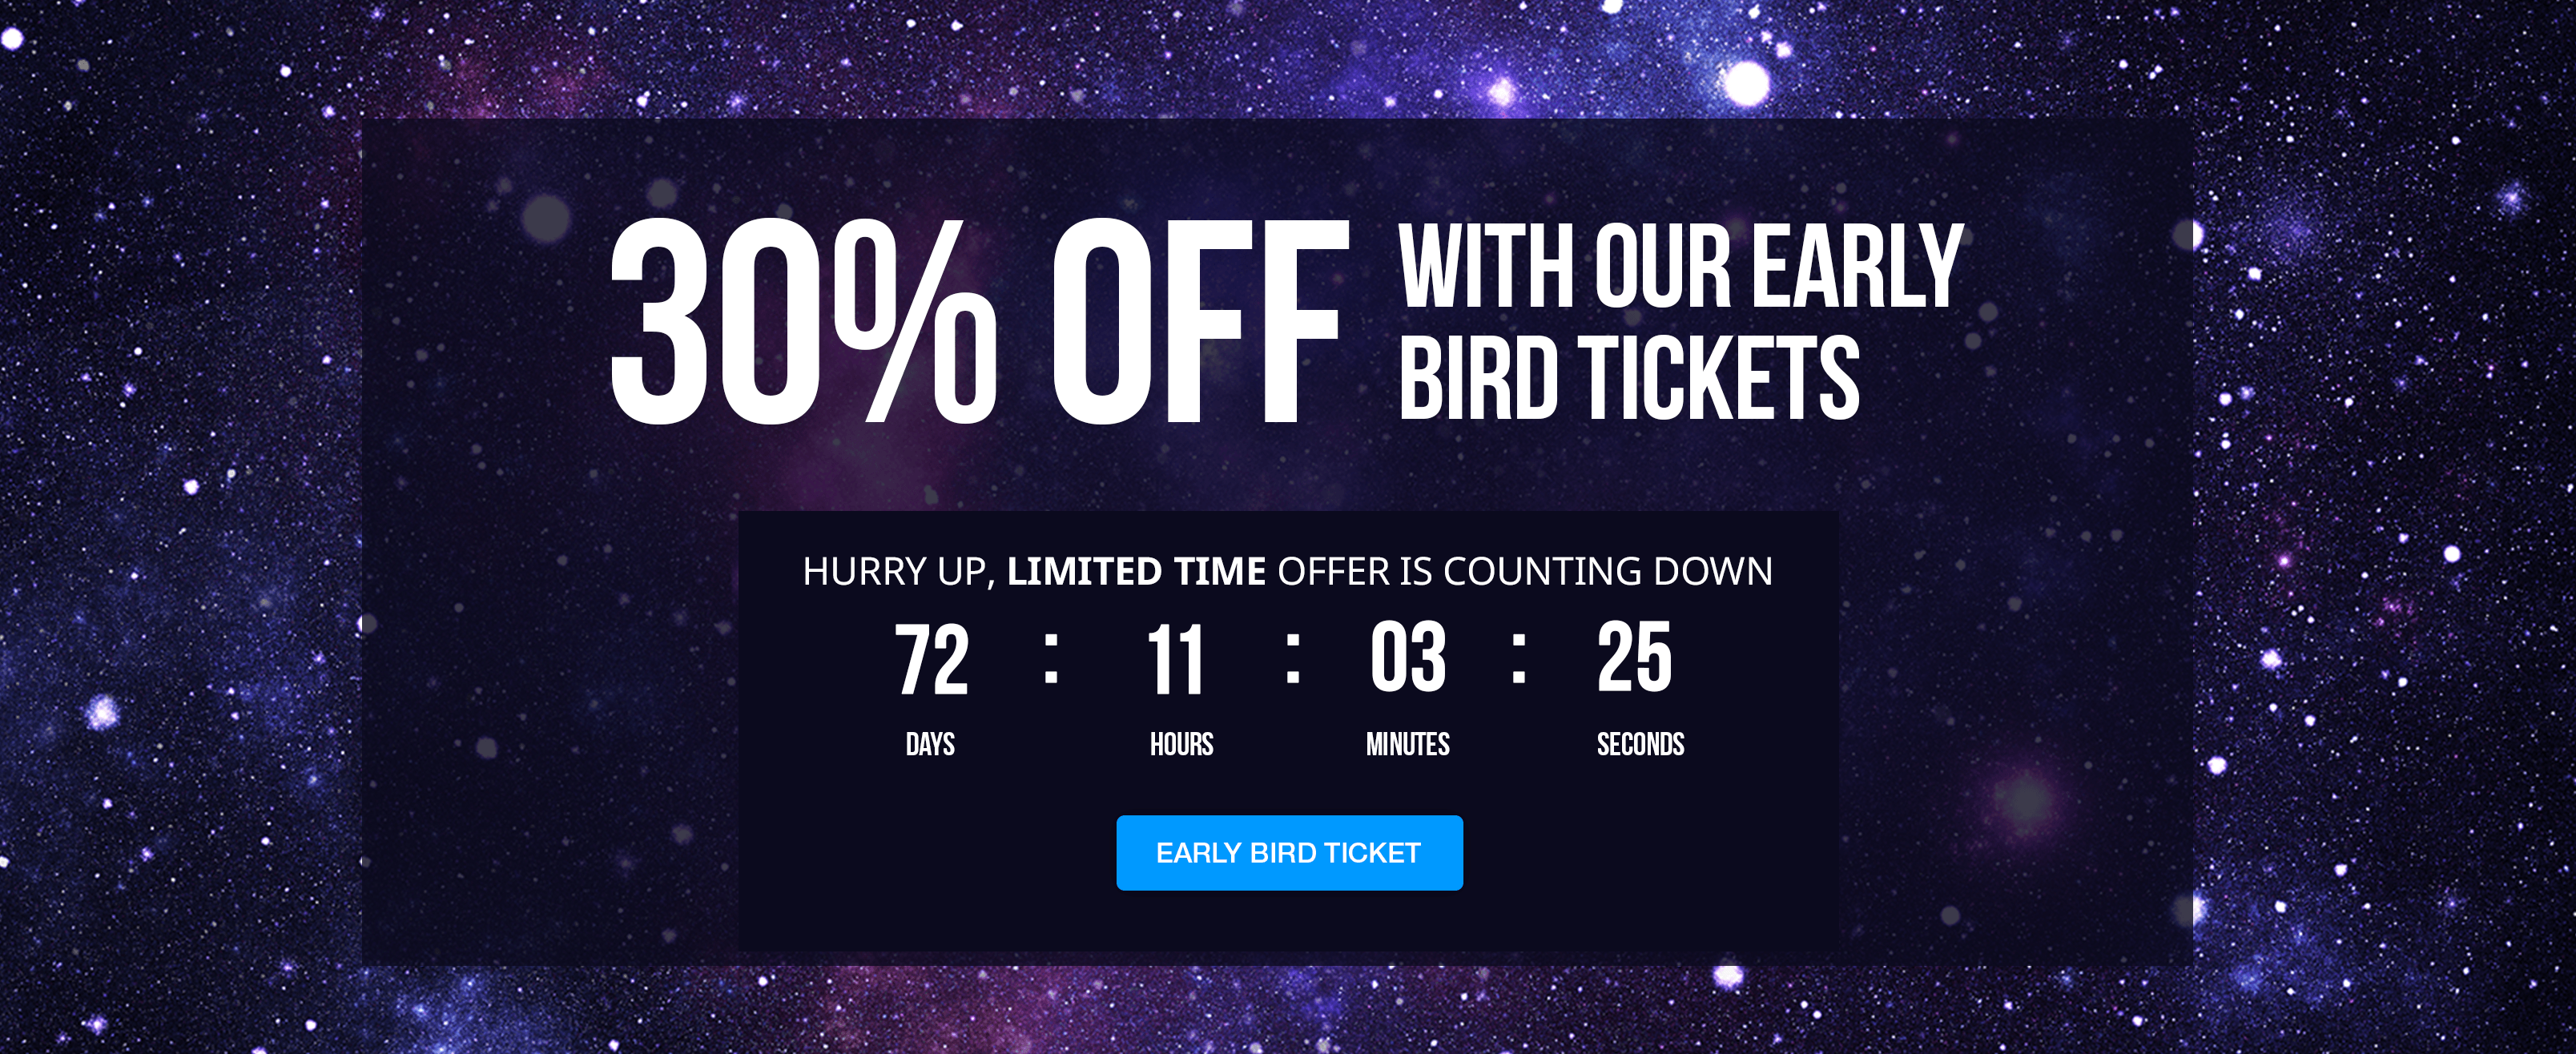 30% OFF
WITH OUR EARLY
BIRD TICKETS
HURRY UP, LIMITED TIME OFFER IS COUNTING DOWN
72 : 11 : 03 : 25
DAYS HOURS MINUTES SECONDS
EARLY BIRD TICKET